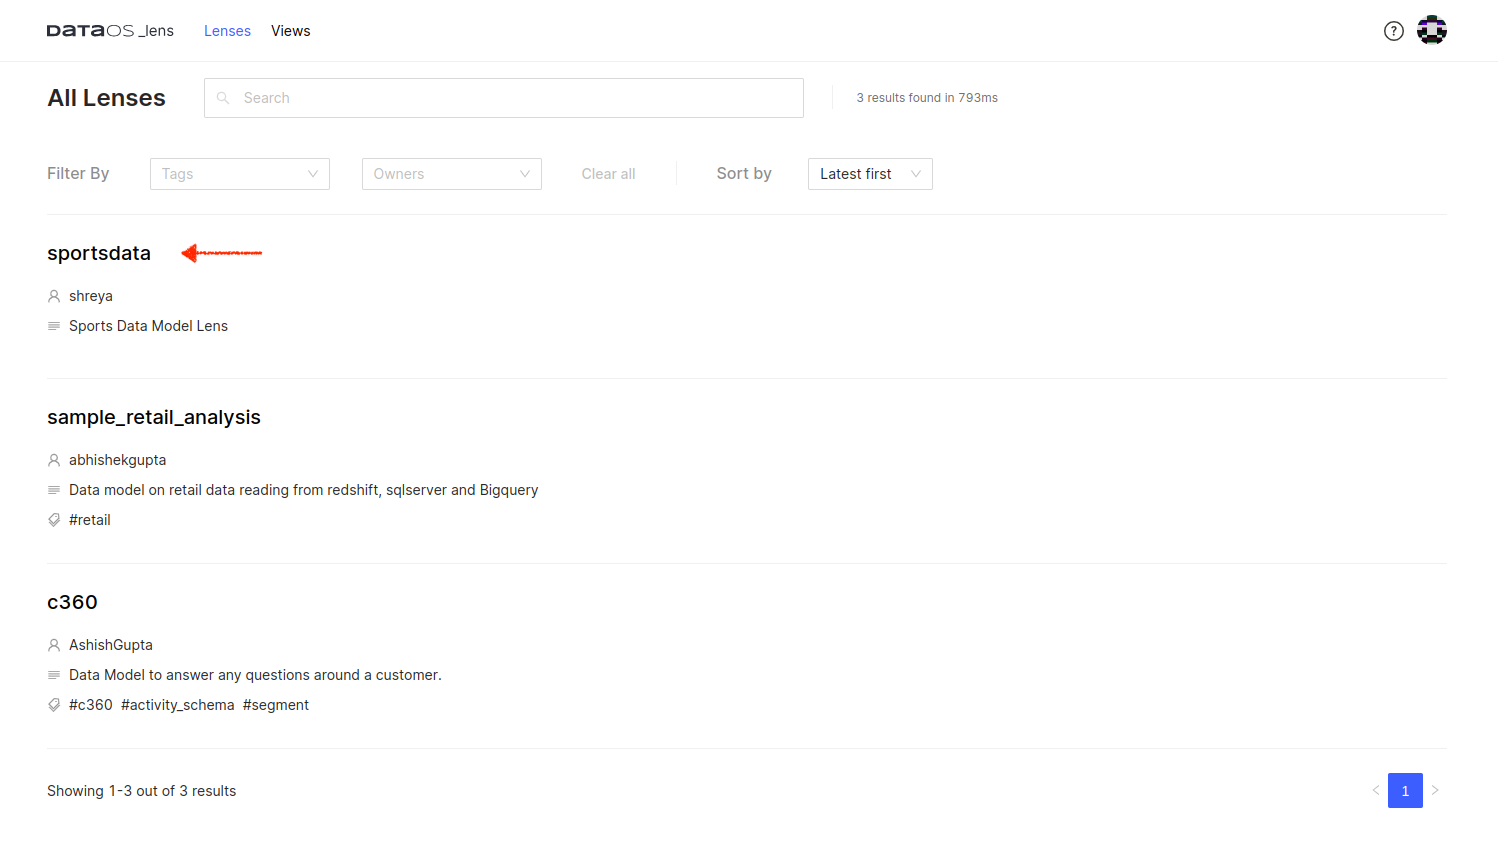 DATAOS _lens Lenses Views ?
All Lenses Search 3 results found in 793ms
Filter By Tags Owners Clear all Sort by Latest first
sportsdata
shreya
Sports Data Model Lens
sample_retail_analysis
abhishekgupta
Data model on retail data reading from redshift, sqlserver and Bigquery
#retail
c360
AshishGupta
Data Model to answer any questions around a customer.
#c360 #activity_schema #segment
Showing 1-3 out of 3 results < 1 >